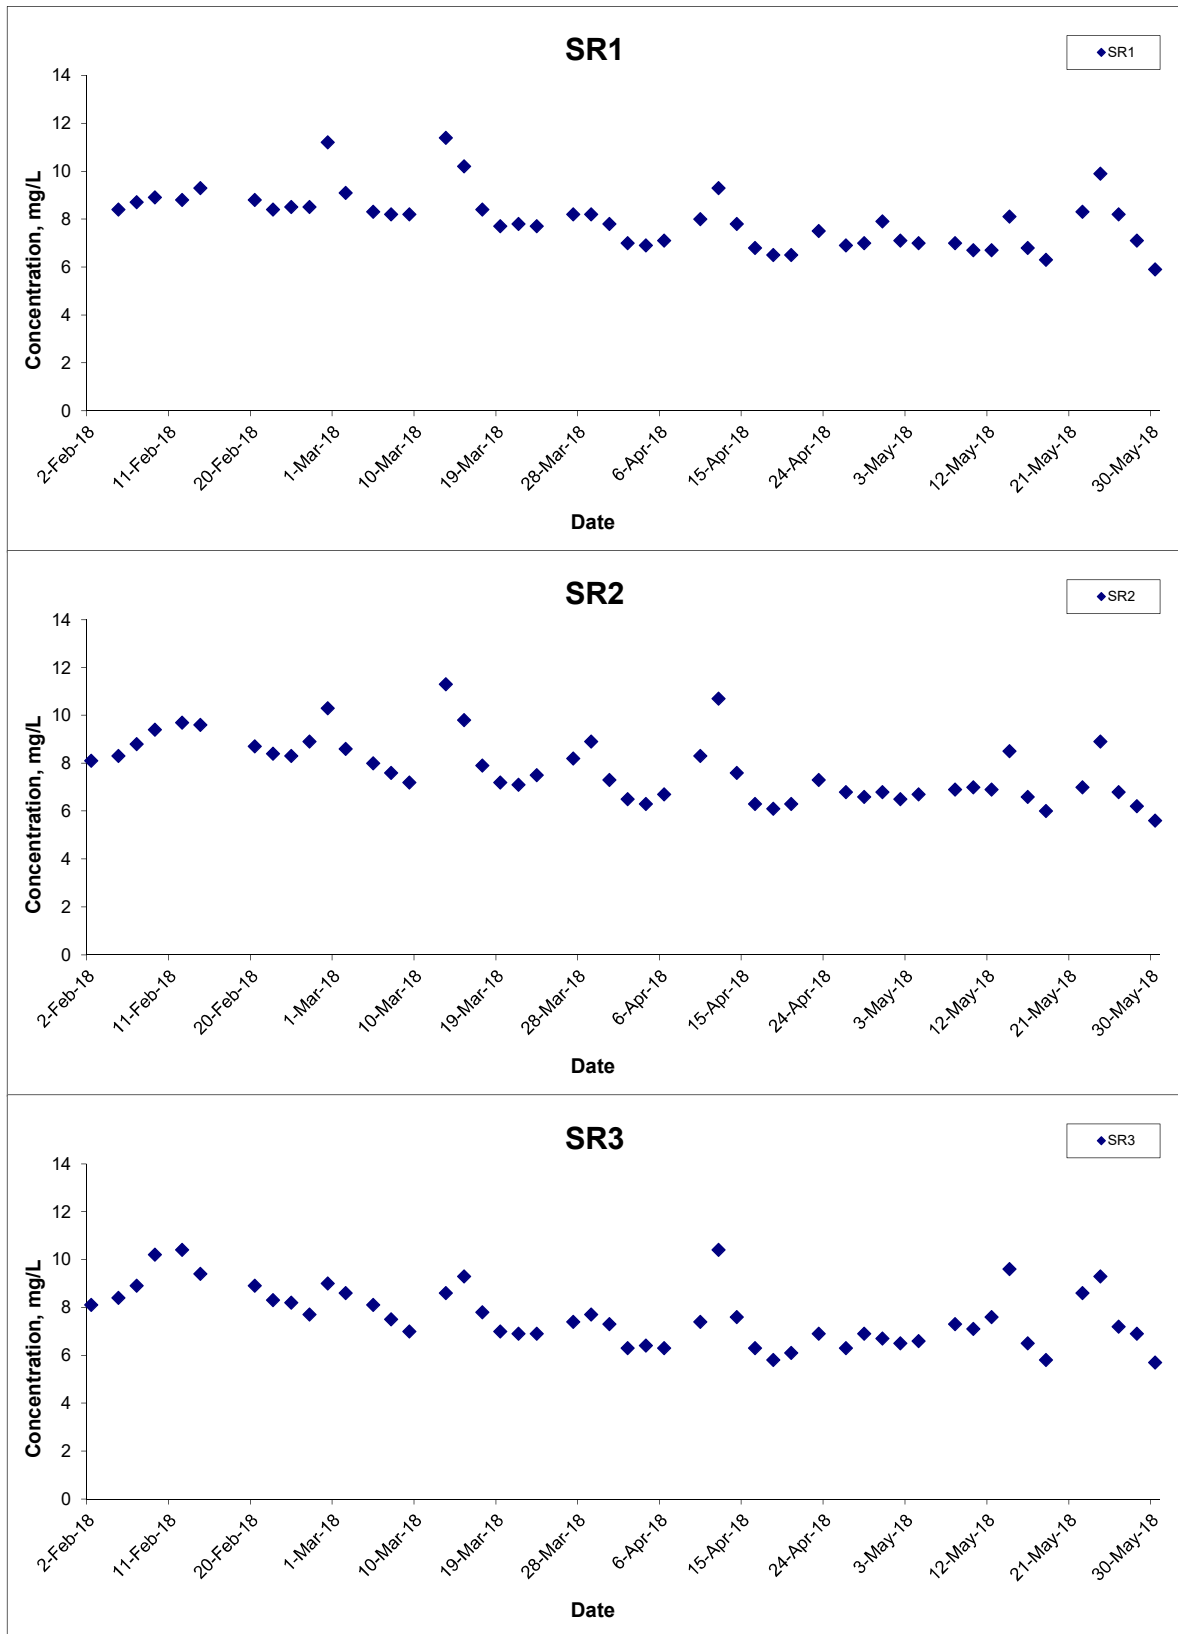 SR1
SR1
Concentration, mg/L
14
12
10
8
6
4
2
0
2-Feb-18
11-Feb-18
20-Feb-18
1-Mar-18
10-Mar-18
19-Mar-18
28-Mar-18
6-Apr-18
15-Apr-18
24-Apr-18
3-May-18
12-May-18
21-May-18
30-May-18
Date
SR2
SR2
Concentration, mg/L
14
12
10
8
6
4
2
0
2-Feb-18
11-Feb-18
20-Feb-18
1-Mar-18
10-Mar-18
19-Mar-18
28-Mar-18
6-Apr-18
15-Apr-18
24-Apr-18
3-May-18
12-May-18
21-May-18
30-May-18
Date
SR3
SR3
Concentration, mg/L
14
12
10
8
6
4
2
0
2-Feb-18
11-Feb-18
20-Feb-18
1-Mar-18
10-Mar-18
19-Mar-18
28-Mar-18
6-Apr-18
15-Apr-18
24-Apr-18
3-May-18
12-May-18
21-May-18
30-May-18
Date